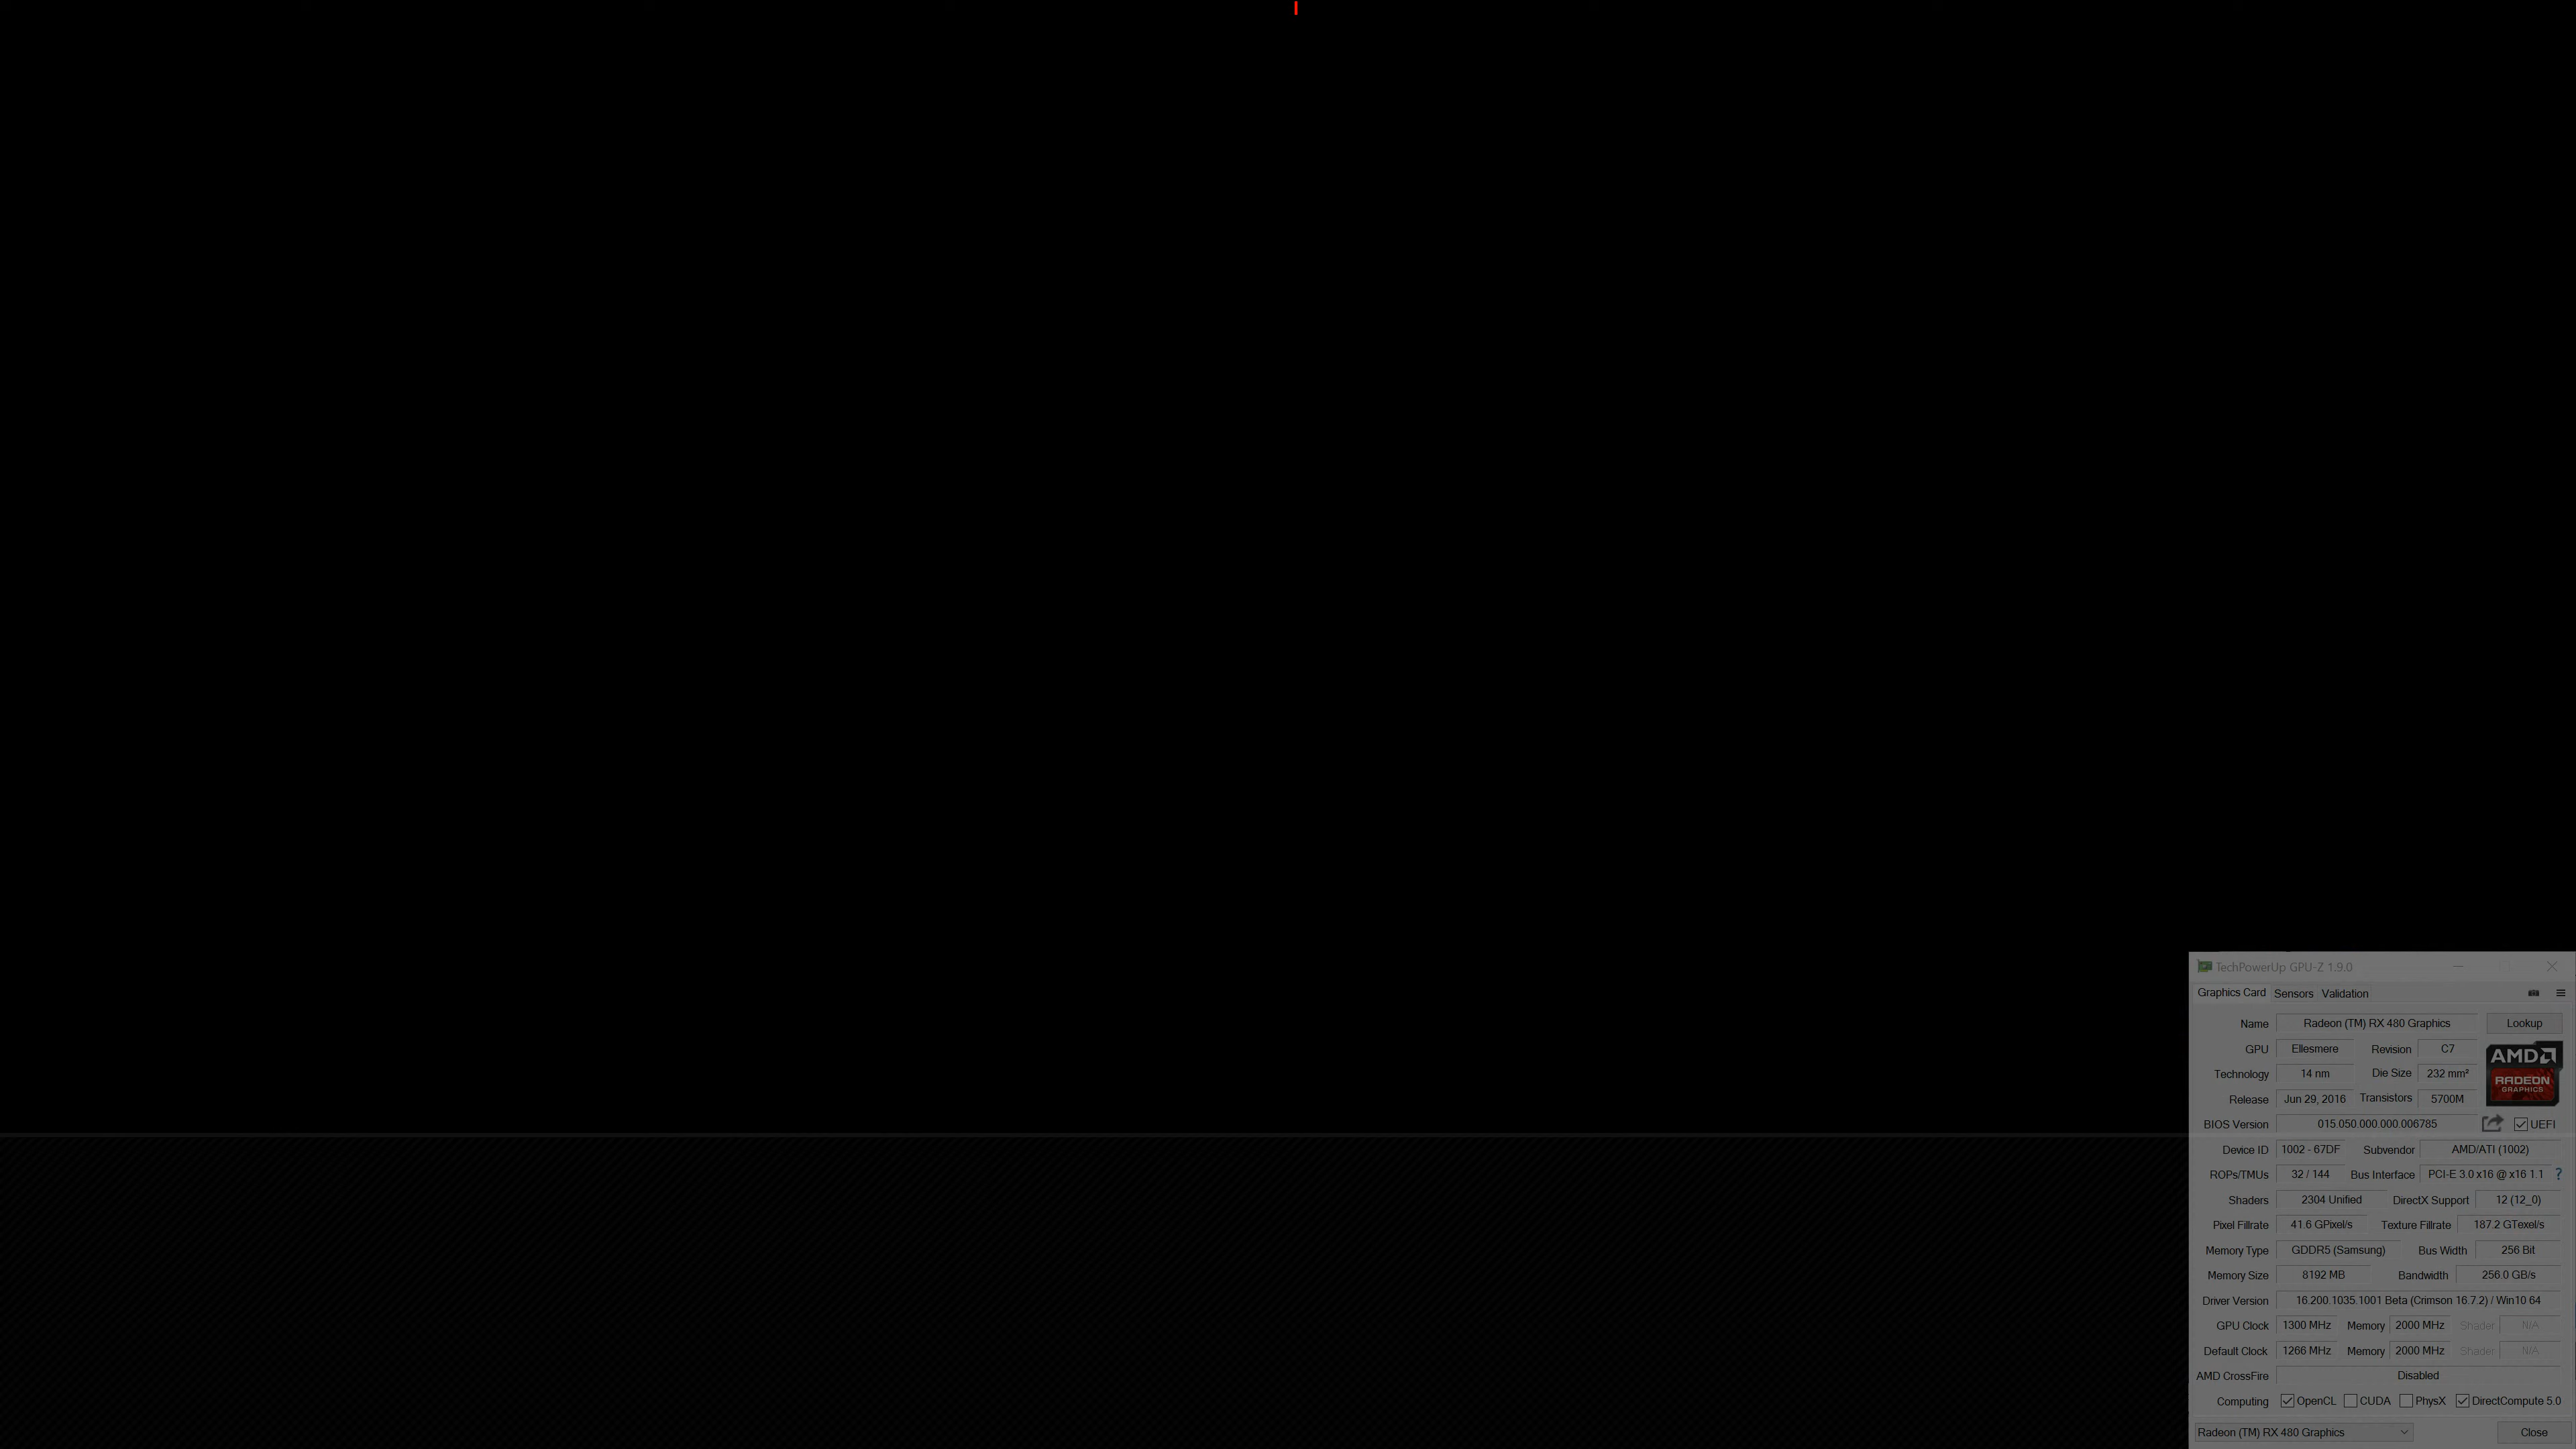 TechPowerUp GPU-Z 1.9.0
Graphics Card Sensors Validation
Name Radeon (TM) RX 480 Graphics Lookup
GPU Ellesmere Revision C7
AMD
RADEON
GRAPHICS
Technology 14 nm Die Size 232 mm²
Release Jun 29, 2016 Transistors 5700M
BIOS Version 015.050.000.000.006785 UEFI
Device ID 1002 - 67DF Subvendor AMD/ATI (1002)
ROPs/TMUs 32 / 144 Bus Interface PCI-E 3.0 x16 @ x16 1.1 ?
Shaders 2304 Unified DirectX Support 12 (12_0)
Pixel Fillrate 41.6 GPixel/s Texture Fillrate 187.2 GTexel/s
Memory Type GDDR5 (Samsung) Bus Width 256 Bit
Memory Size 8192 MB Bandwidth 256.0 GB/s
Driver Version 16.200.1035.1001 Beta (Crimson 16.7.2) / Win10 64
GPU Clock 1300 MHz Memory 2000 MHz Shader N/A
Default Clock 1266 MHz Memory 2000 MHz Shader N/A
AMD CrossFire Disabled
Computing OpenCL CUDA PhysX DirectCompute 5.0
Radeon (TM) RX 480 Graphics Close